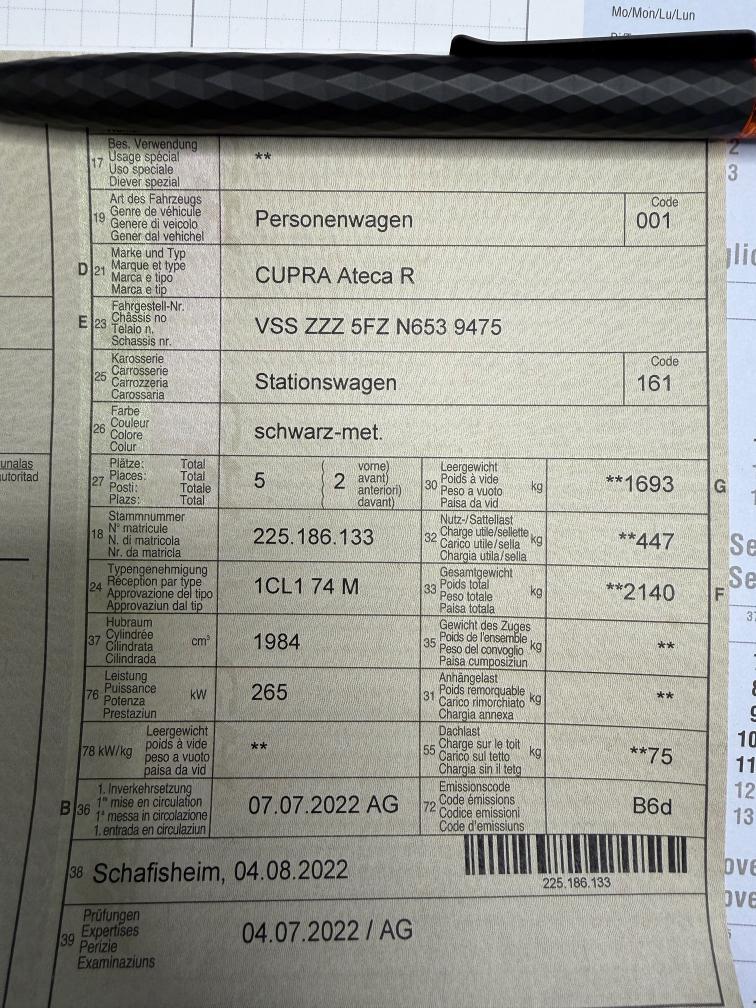 Mo/Mon/Lu/Lun
17 Bes. Verwendung
Usage spécial
Uso speciale
Diever spezial
**
19 Art des Fahrzeugs
Genre de véhicule
Genere di veicolo
Gener dal vehichel
Personenwagen
Code
001
D 21 Marke und Typ
Marque et type
Marca e tipo
Marca e tip
CUPRA Ateca R
E 23 Fahrgestell-Nr.
Châssis no
Telaio n.
Schassis nr.
VSS ZZZ 5FZ N653 9475
25 Karosserie
Carrosserie
Carrozzeria
Carossaria
Stationswagen
Code
161
26 Farbe
Couleur
Colore
Colur
schwarz-met.
27 Plätze: Total
Places: Total
Posti: Totale
Plazs: Total
5
2
vorne)
avant)
anteriori)
davant)
30 Leergewicht
Poids à vide
Peso a vuoto
Paisa da vid
kg
**1693
G
18 Stammnummer
N° matricule
N. di matricola
Nr. da matricla
225.186.133
32 Nutz-/Sattellast
Charge utile/sellette
Carico utile/sella
Chargia utila/sella
kg
**447
24 Typengenehmigung
Réception par type
Approvazione del tipo
Approvaziun dal tip
1CL1 74 M
33 Gesamtgewicht
Poids total
Peso totale
Paisa totala
kg
**2140
F
37 Hubraum
Cylindrée
Cilindrata
Cilindrada
cm³
1984
35 Gewicht des Zuges
Poids de l'ensemble
Peso del convoglio
Paisa cumposiziun
kg
**
76 Leistung
Puissance
Potenza
Prestaziun
kW
265
31 Anhängelast
Poids remorquable
Carico rimorchiato
Chargia annexa
kg
**
78 kW/kg
Leergewicht
poids à vide
peso a vuoto
paisa da vid
**
55 Dachlast
Charge sur le toit
Carico sul tetto
Chargia sin il tetg
kg
**75
B 36 1. Inverkehrsetzung
1re mise en circulation
1a messa in circolazione
1. entrada en circulaziun
07.07.2022 AG
72 Emissionscode
Code émissions
Codice emissioni
Code d'emissiuns
B6d
38 Schafisheim, 04.08.2022
225.186.133
39 Prüfungen
Expertises
Perizie
Examinaziuns
04.07.2022 / AG
2
3
10
11
12
13